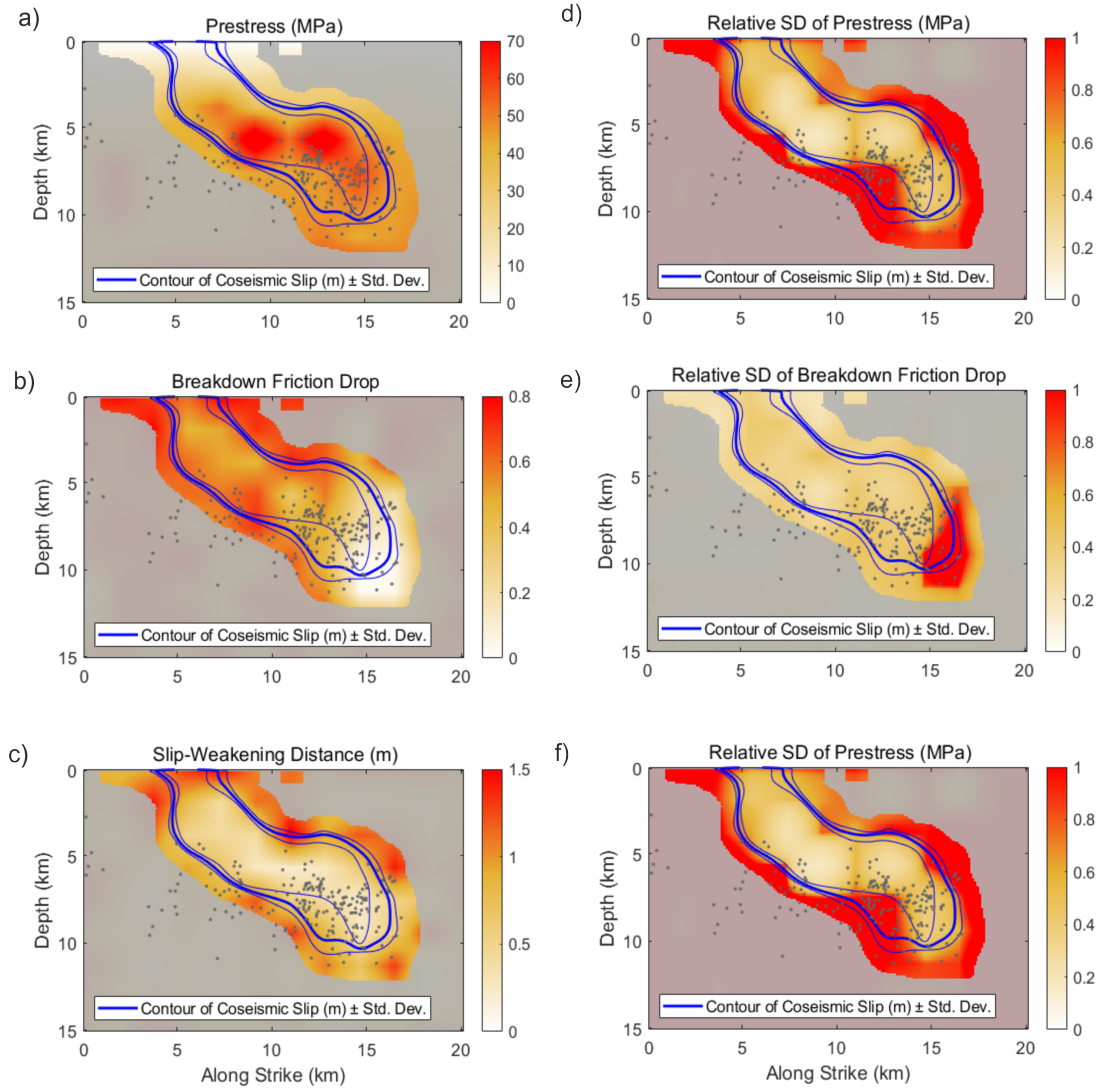 a)
Prestress (MPa)
0
5
10
15
Depth (km)
0 5 10 15 20
70
60
50
40
30
20
10
0
Contour of Coseismic Slip (m) ± Std. Dev.
d)
Relative SD of Prestress (MPa)
0
5
10
15
Depth (km)
0 5 10 15 20
1
0.8
0.6
0.4
0.2
0
Contour of Coseismic Slip (m) ± Std. Dev.
b)
Breakdown Friction Drop
0
5
10
15
Depth (km)
0 5 10 15 20
0.8
0.6
0.4
0.2
0
Contour of Coseismic Slip (m) ± Std. Dev.
e)
Relative SD of Breakdown Friction Drop
0
5
10
15
Depth (km)
0 5 10 15 20
1
0.8
0.6
0.4
0.2
0
Contour of Coseismic Slip (m) ± Std. Dev.
c)
Slip-Weakening Distance (m)
0
5
10
15
Depth (km)
0 5 10 15 20
Along Strike (km)
1.5
1
0.5
0
Contour of Coseismic Slip (m) ± Std. Dev.
f)
Relative SD of Prestress (MPa)
0
5
10
15
Depth (km)
0 5 10 15 20
Along Strike (km)
1
0.8
0.6
0.4
0.2
0
Contour of Coseismic Slip (m) ± Std. Dev.